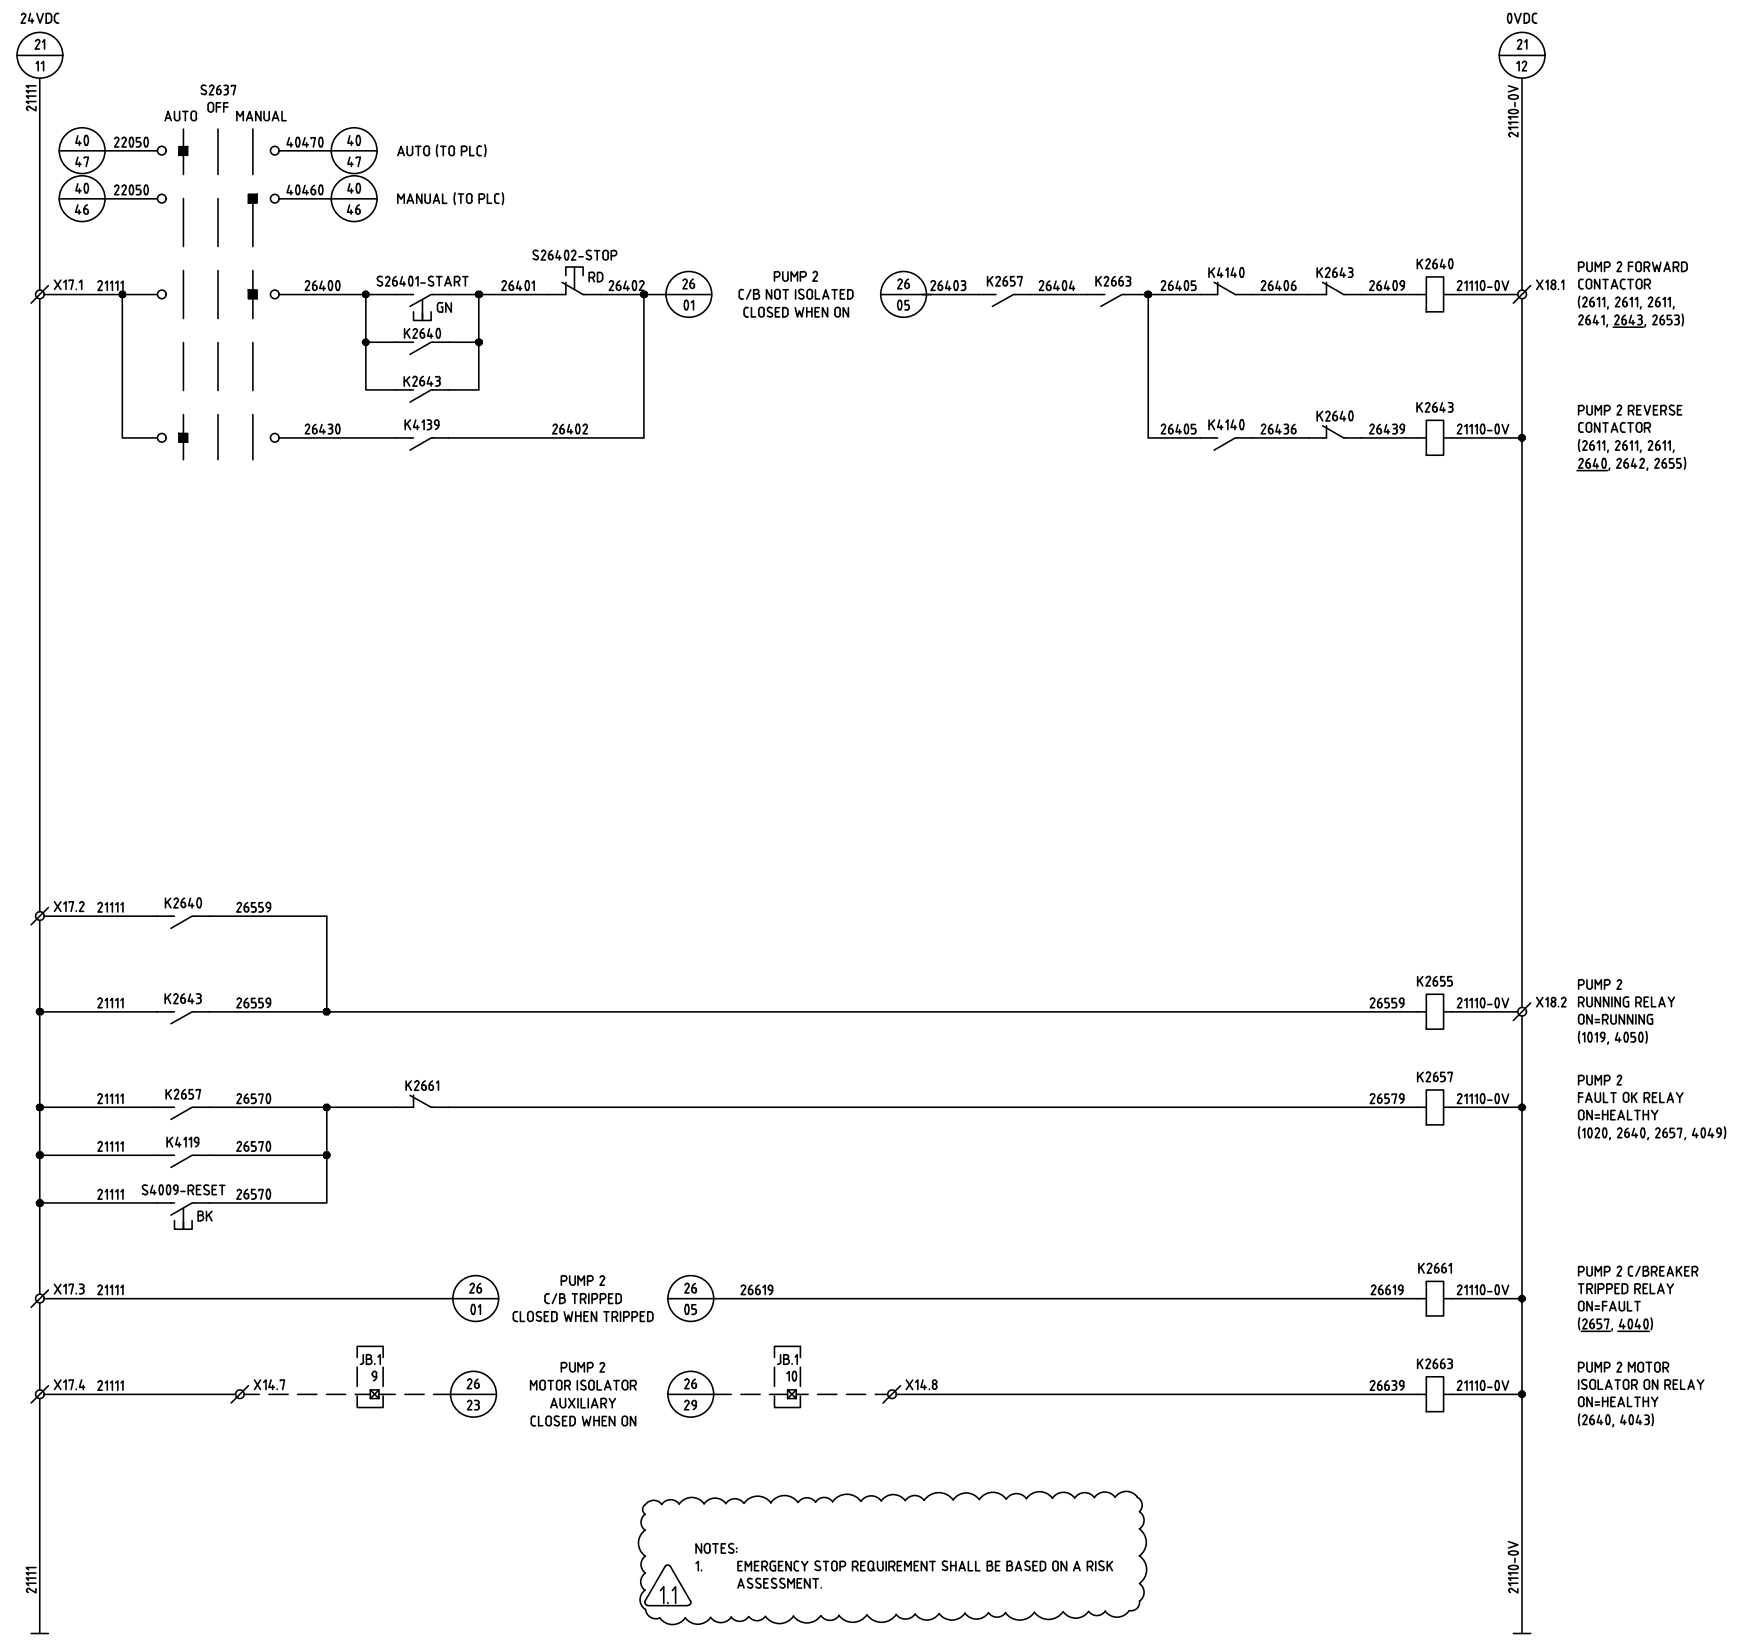 24VDC
0VDC
21
11
21
12
21111
21110-0V
S2637
OFF
AUTO
MANUAL
40
47
22050
40470
40
47
AUTO (TO PLC)
40
46
22050
40460
40
46
MANUAL (TO PLC)
X17.1
21111
26400
S26401-START
GN
26401
S26402-STOP
RD
26402
26
01
PUMP 2
C/B NOT ISOLATED
CLOSED WHEN ON
26
05
26403
K2657
26404
K2663
26405
K4140
26406
K2643
26409
K2640
21110-0V
X18.1
PUMP 2 FORWARD
CONTACTOR
(2611, 2611, 2611,
2641, 2643, 2653)
K2640
K2643
26430
K4139
26402
26405
K4140
26436
K2640
26439
K2643
21110-0V
PUMP 2 REVERSE
CONTACTOR
(2611, 2611, 2611,
2640, 2642, 2655)
X17.2
21111
K2640
26559
21111
K2643
26559
26559
K2655
21110-0V
X18.2
PUMP 2
RUNNING RELAY
ON=RUNNING
(1019, 4050)
21111
K2657
26570
K2661
26579
K2657
21110-0V
PUMP 2
FAULT OK RELAY
ON=HEALTHY
(1020, 2640, 2657, 4049)
21111
K4119
26570
21111
S4009-RESET
26570
BK
X17.3
21111
26
01
PUMP 2
C/B TRIPPED
CLOSED WHEN TRIPPED
26
05
26619
26619
K2661
21110-0V
PUMP 2 C/BREAKER
TRIPPED RELAY
ON=FAULT
(2657, 4040)
X17.4
21111
X14.7
JB.1
9
26
23
PUMP 2
MOTOR ISOLATOR
AUXILIARY
CLOSED WHEN ON
26
29
JB.1
10
X14.8
26639
K2663
21110-0V
PUMP 2 MOTOR
ISOLATOR ON RELAY
ON=HEALTHY
(2640, 4043)
21111
21110-0V
NOTES:
1. EMERGENCY STOP REQUIREMENT SHALL BE BASED ON A RISK
ASSESSMENT.
1.1